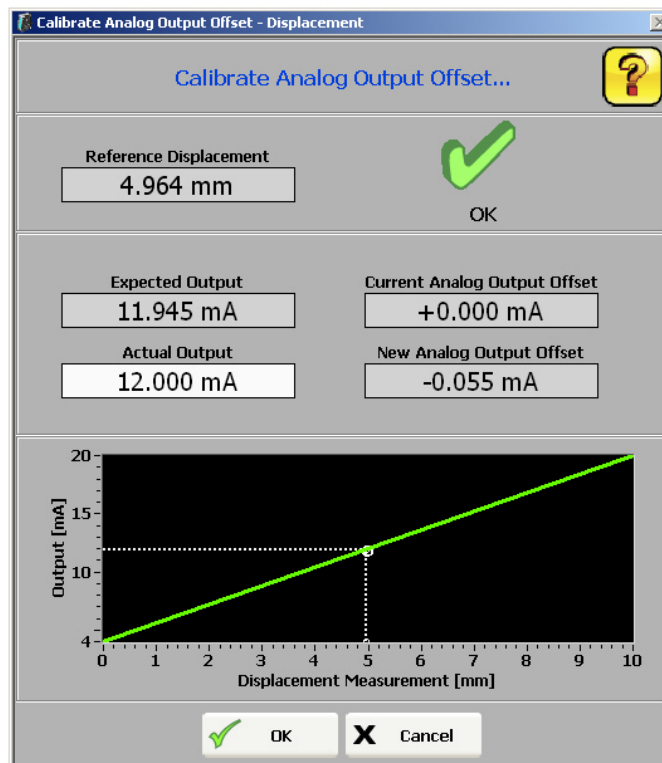 Calibrate Analog Output Offset - Displacement
Calibrate Analog Output Offset...
?
Reference Displacement
4.964 mm
OK
Expected Output
11.945 mA
Current Analog Output Offset
+0.000 mA
Actual Output
12.000 mA
New Analog Output Offset
-0.055 mA
Output [mA]
20
15
10
4
0 1 2 3 4 5 6 7 8 9 10
Displacement Measurement [mm]
OK
X Cancel